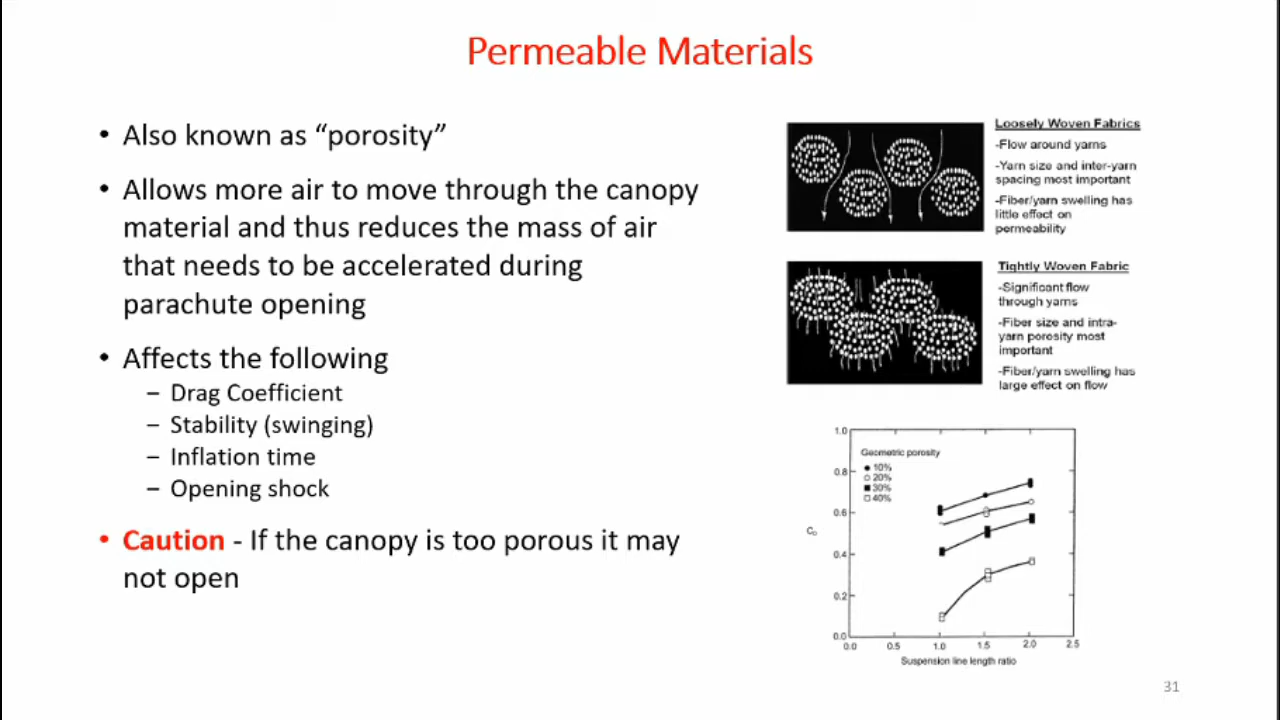 Permeable Materials
• Also known as “porosity”
• Allows more air to move through the canopy
material and thus reduces the mass of air
that needs to be accelerated during
parachute opening
• Affects the following
– Drag Coefficient
– Stability (swinging)
– Inflation time
– Opening shock
• Caution - If the canopy is too porous it may
not open
Loosely Woven Fabrics
-Flow around yarns
-Yarn size and inter-yarn
spacing most important
-Fiber/yarn swelling has
little effect on
permeability
Tightly Woven Fabric
-Significant flow
through yarns
-Fiber size and intra-
yarn porosity most
important
-Fiber/yarn swelling has
large effect on flow
Geometric porosity
10%
20%
30%
40%
1.0
0.8
0.6
0.4
0.2
0.0
0.0 0.5 1.0 1.5 2.0 2.5
Suspension line length ratio
31